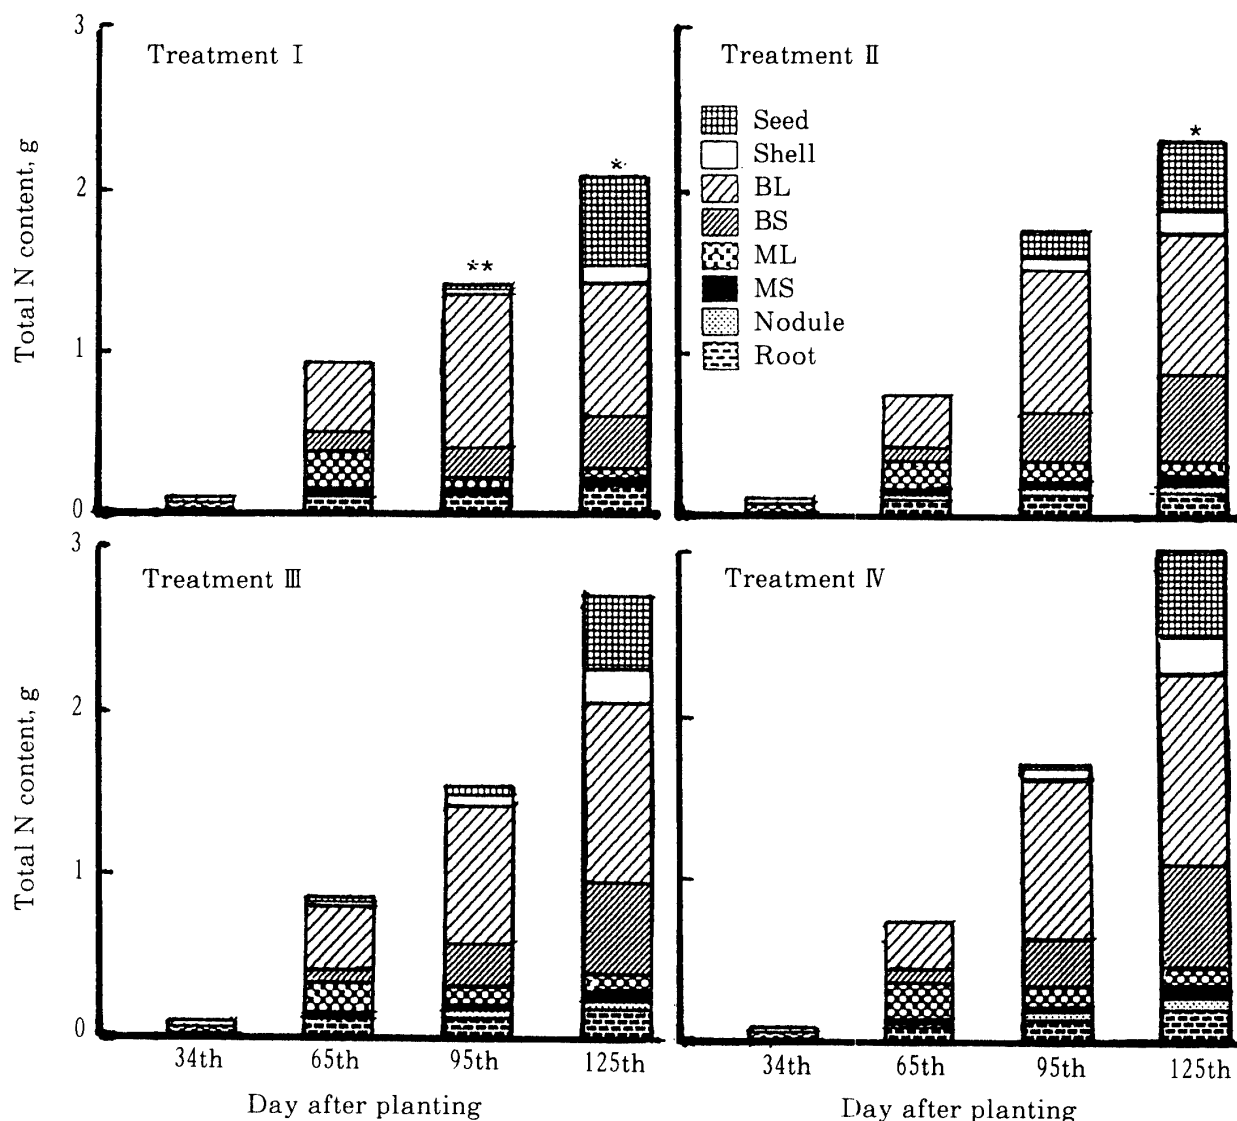 3
Treatment I
Treatment II
Total N content, g
2
1
0
*
**
*
Seed
Shell
BL
BS
ML
MS
Nodule
Root
3
Treatment III
Treatment IV
Total N content, g
2
1
0
34th 65th 95th 125th
34th 65th 95th 125th
Day after planting
Day after planting